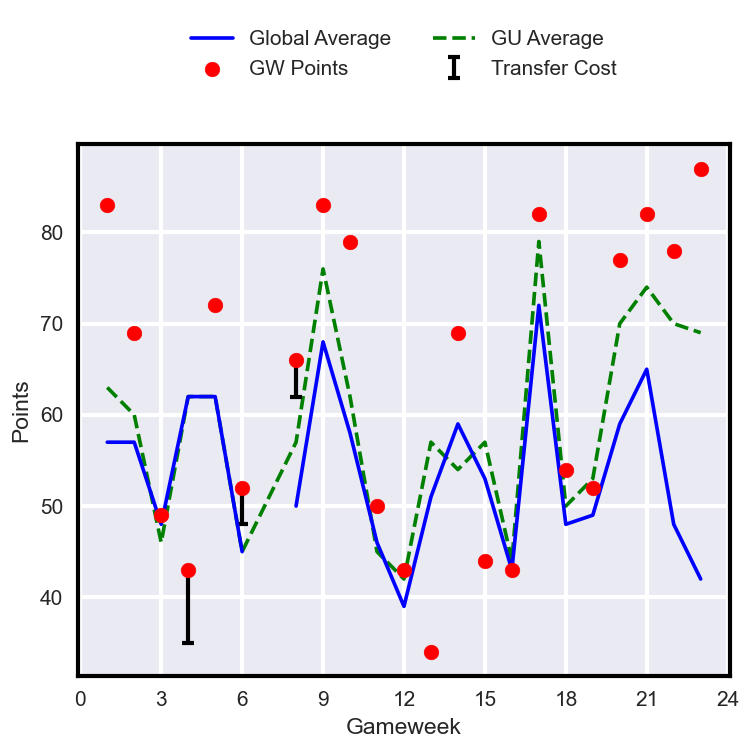 Global Average GU Average
GW Points Transfer Cost
80
70
60
50
40
Points
0 3 6 9 12 15 18 21 24
Gameweek